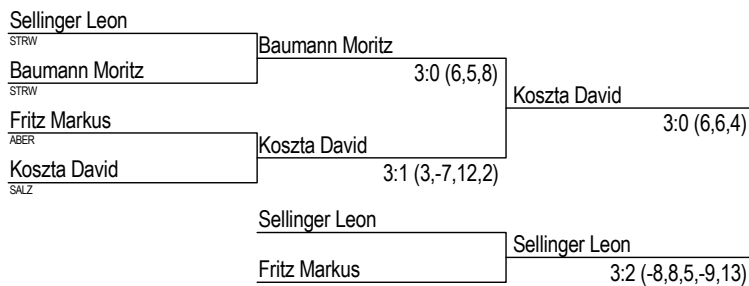 Sellinger Leon
STRW
Baumann Moritz
Baumann Moritz
STRW
3:0 (6,5,8)
Koszta David
Fritz Markus
ABER
3:0 (6,6,4)
Koszta David
Koszta David
SALZ
3:1 (3,-7,12,2)
Sellinger Leon
Sellinger Leon
Fritz Markus
3:2 (-8,8,5,-9,13)